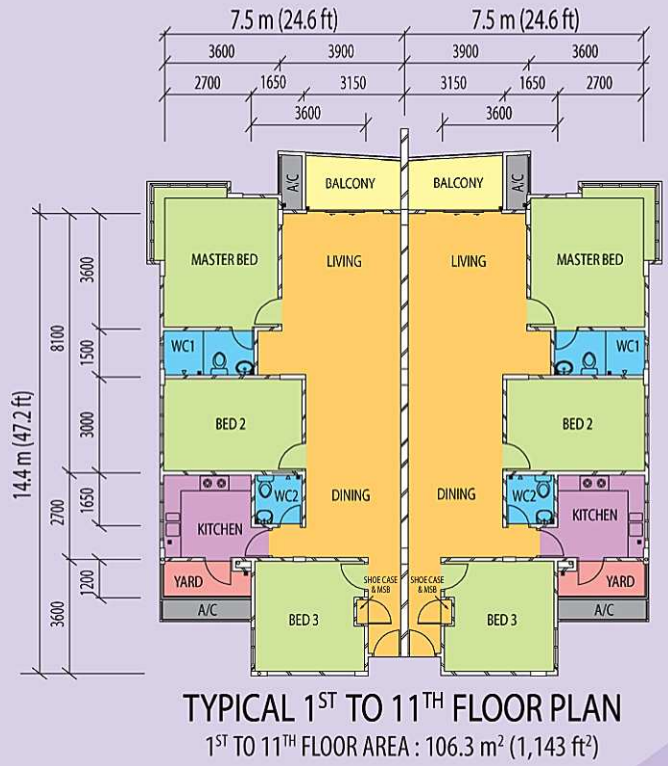 7.5 m (24.6 ft) 7.5 m (24.6 ft)
3600 3900 3900 3600
2700 1650 3150 3150 1650 2700
3600 3600
A/C BALCONY BALCONY A/C
MASTER BED LIVING LIVING MASTER BED
3600
8100
WC1 WC1
1500
BED 2 BED 2
3000
14.4 m (47.2 ft)
WC2 DINING DINING WC2
1650
2700
KITCHEN KITCHEN
YARD SHOE CASE SHOE CASE YARD
& MSB & MSB
1200
A/C A/C
3600
BED 3 BED 3
TYPICAL 1ST TO 11TH FLOOR PLAN
1ST TO 11TH FLOOR AREA : 106.3 m² (1,143 ft²)